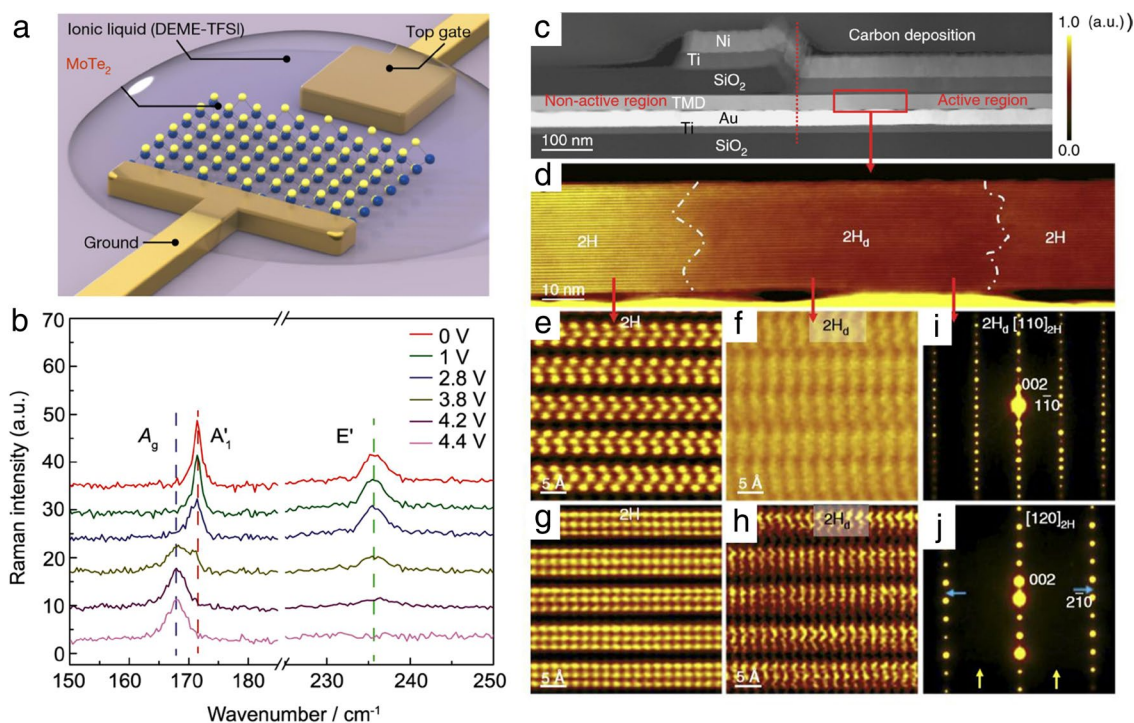 a
Ionic liquid (DEME-TFSI)
MoTe2
Top gate
Ground
b
70
60
50
40
30
20
10
0
Raman intensity (a.u.)
0 V
1 V
2.8 V
3.8 V
4.2 V
4.4 V
Ag
A'1
E'
150 160 170 180 230 240 250
Wavenumber / cm-1
c
Ni
Ti
SiO2
Carbon deposition
Non-active region
TMD
Active region
Au
Ti
SiO2
100 nm
1.0 (a.u.))
0.0
d
2H
2Hd
2H
10 nm
e
2H
5 Å
f
2Hd
5 Å
i
2Hd [110]2H
002
11̄0
g
2H
5 Å
h
2Hd
5 Å
j
[120]2H
002
21̄0